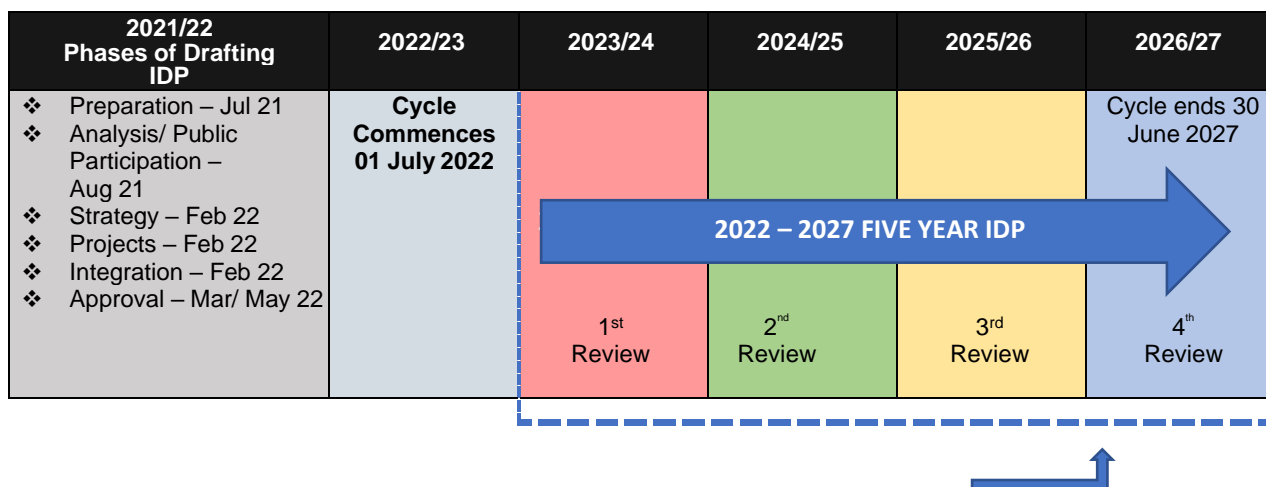 2021/22
Phases of Drafting
IDP
2022/23
2023/24
2024/25
2025/26
2026/27
❖ Preparation – Jul 21
❖ Analysis/ Public
Participation –
Aug 21
❖ Strategy – Feb 22
❖ Projects – Feb 22
❖ Integration – Feb 22
❖ Approval – Mar/ May 22
Cycle
Commences
01 July 2022
Cycle ends 30
June 2027
2022 – 2027 FIVE YEAR IDP
1st
Review
2nd
Review
3rd
Review
4th
Review